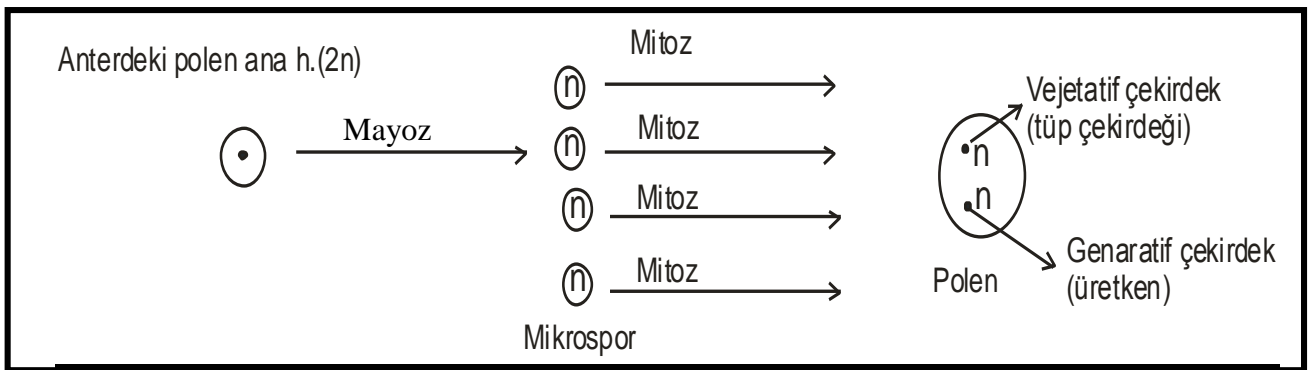 Anterdeki polen ana h.(2n)
Mayoz
Mitoz
n
Mitoz
n
Mitoz
n
Mitoz
n
Mikrospor
n
n
Polen
Vejetatif çekirdek
(tüp çekirdeği)
Genaratif çekirdek
(üretken)